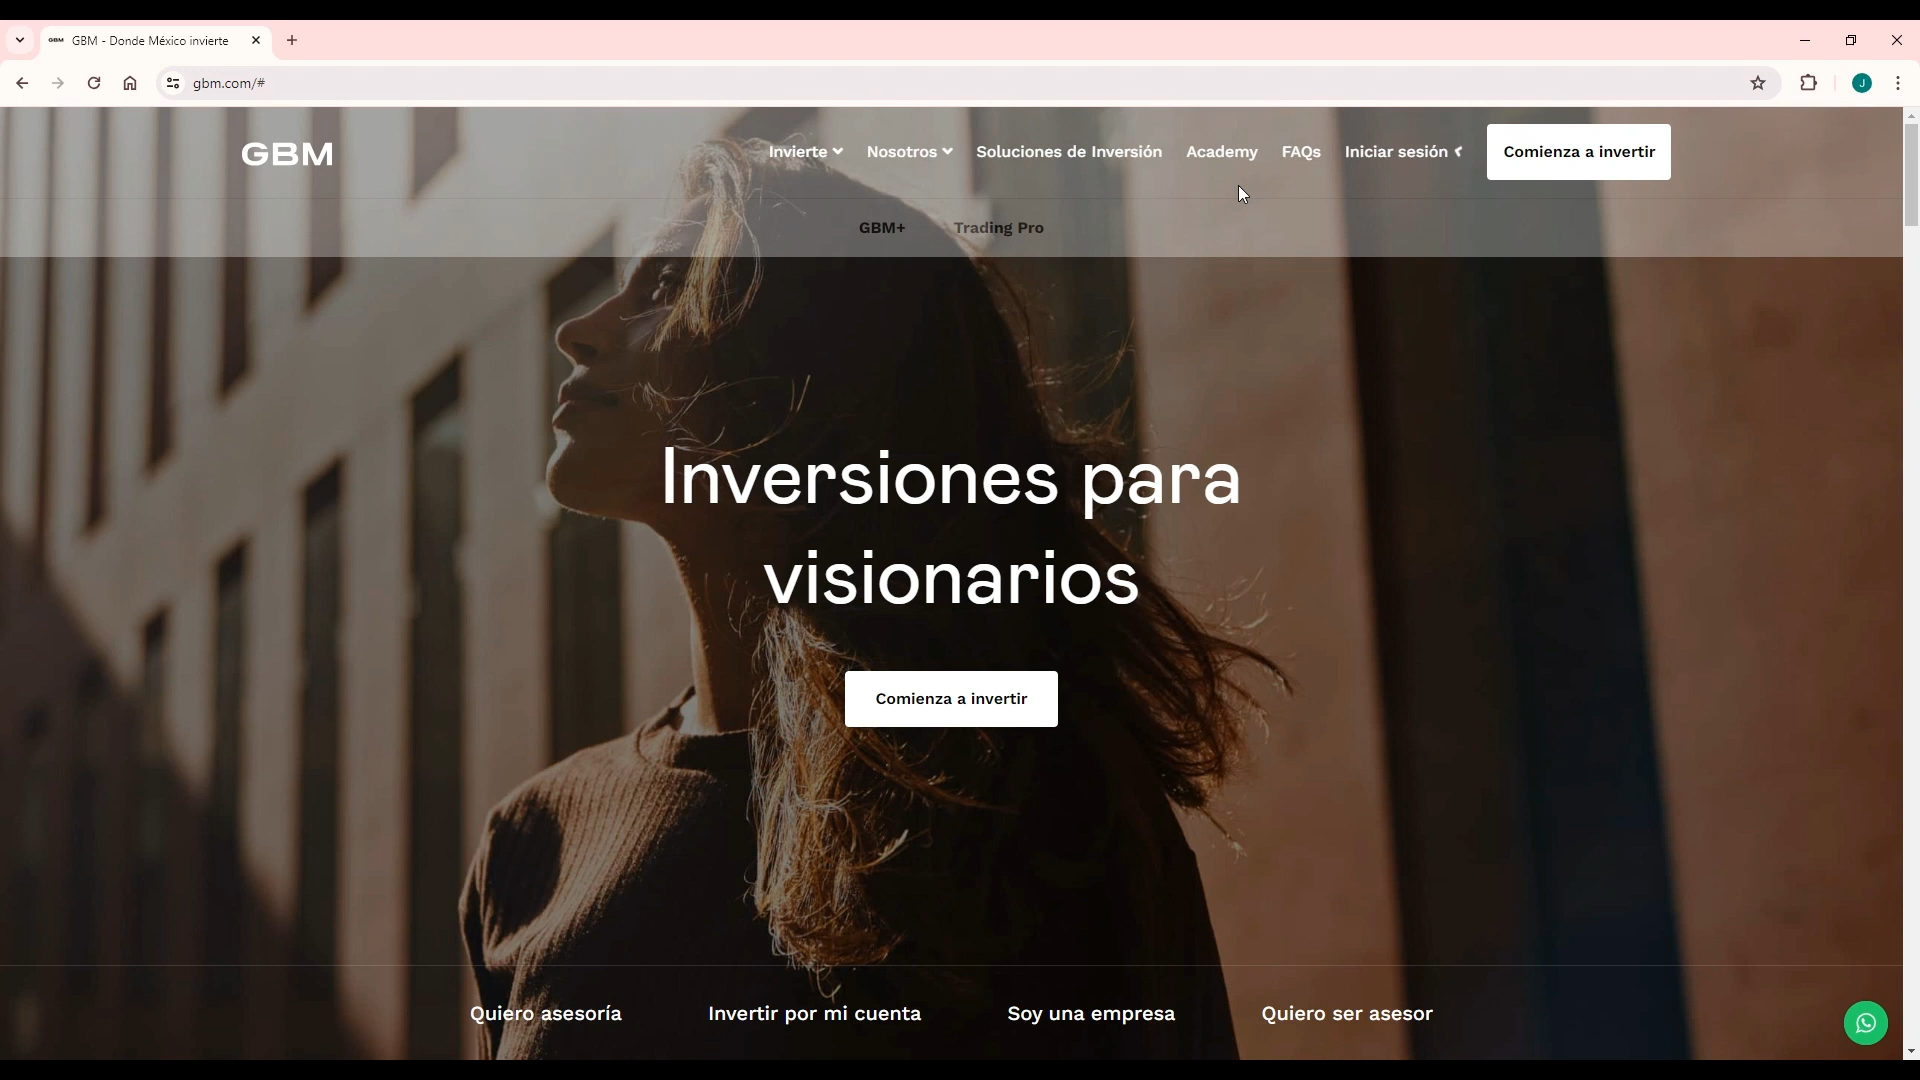 GBM GBM - Donde México invierte
gbm.com/#
J
GBM
Invierte Nosotros Soluciones de Inversión Academy FAQs Iniciar sesión Comienza a invertir
GBM+ Trading Pro
Inversiones para
visionarios
Comienza a invertir
Quiero asesoría Invertir por mi cuenta Soy una empresa Quiero ser asesor